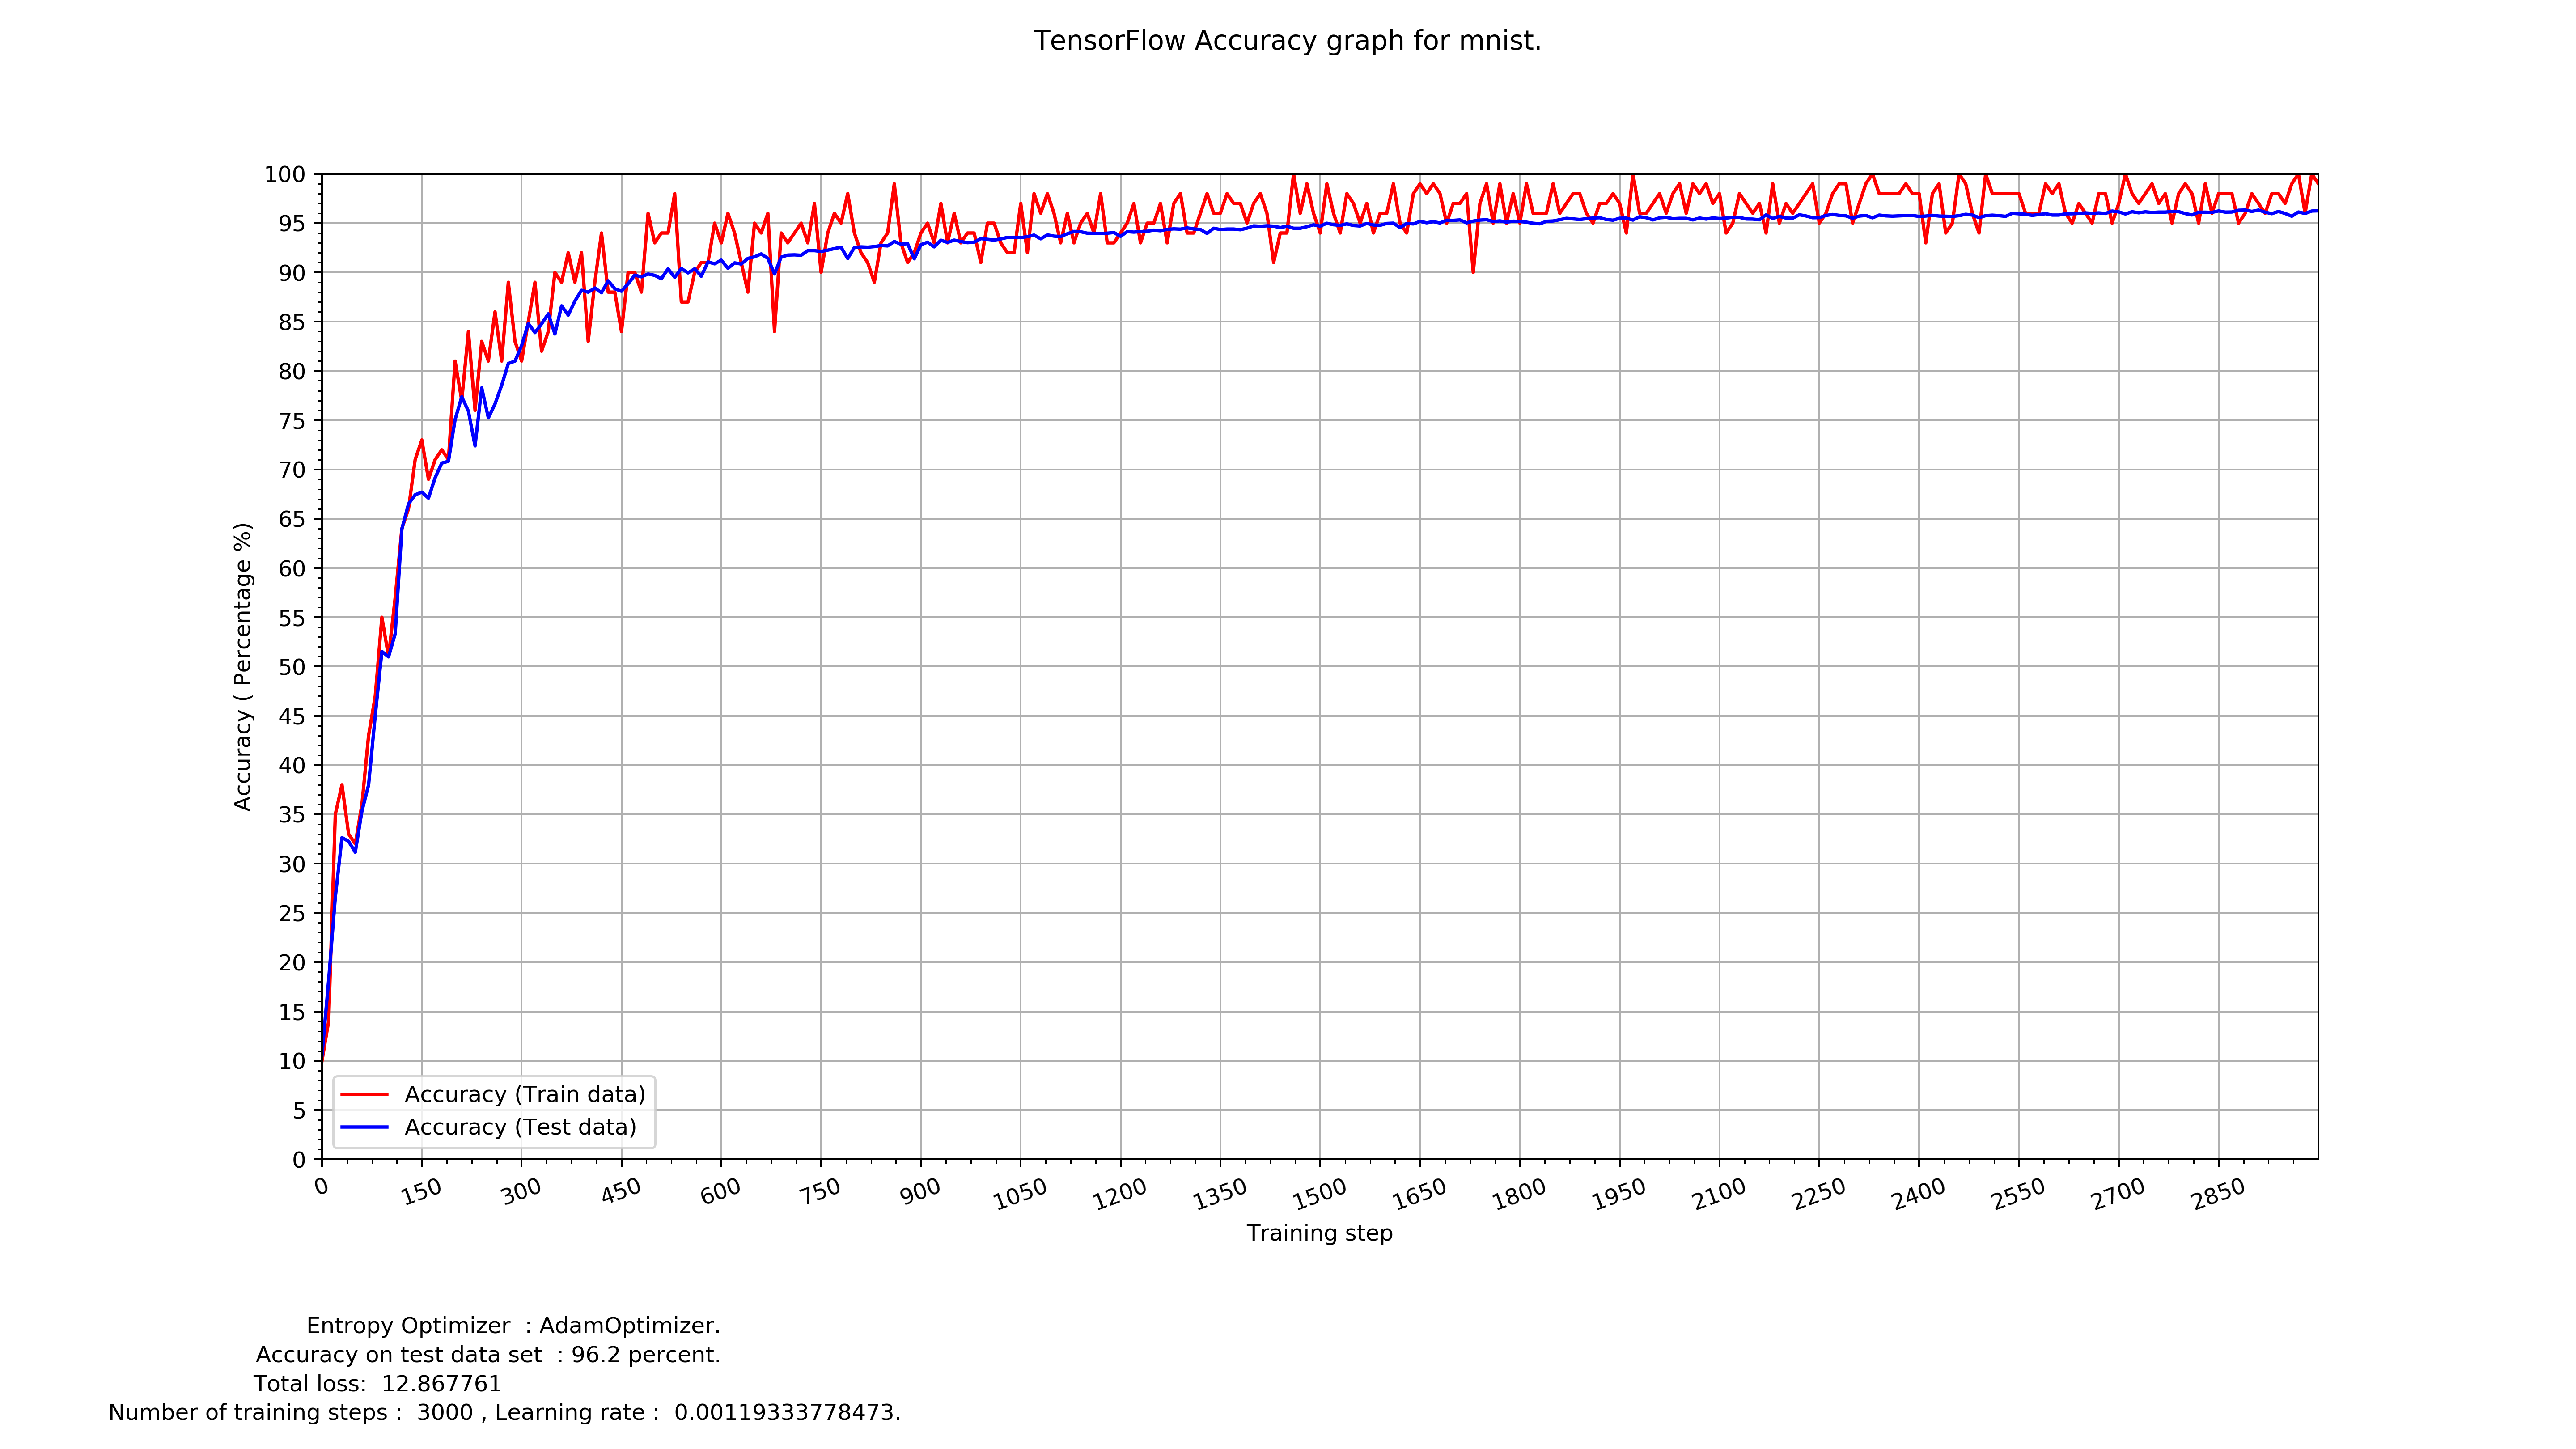 TensorFlow Accuracy graph for mnist.
100
95
90
85
80
75
70
65
60
55
50
45
40
35
30
25
20
15
10
5
0
Accuracy ( Percentage %)
Accuracy (Train data)
Accuracy (Test data)
0 150 300 450 600 750 900 1050 1200 1350 1500 1650 1800 1950 2100 2250 2400 2550 2700 2850
Training step
Entropy Optimizer : AdamOptimizer.
Accuracy on test data set : 96.2 percent.
Total loss: 12.867761
Number of training steps : 3000 , Learning rate : 0.00119333778473.